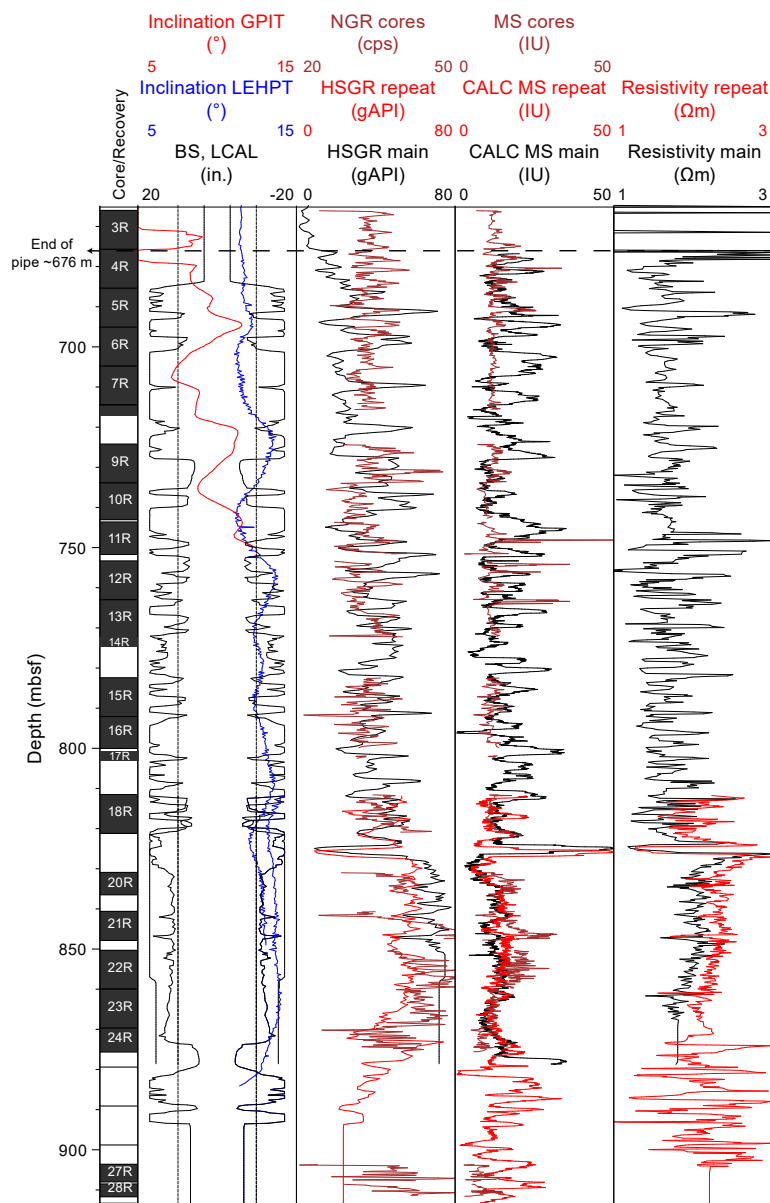 Inclination GPIT
(°)
5 15
Inclination LEHPT
(°)
5 15
BS, LCAL
(in.)
20 -20
NGR cores
(cps)
20 50
HSGR repeat
(gAPI)
0 80
HSGR main
(gAPI)
0 80
MS cores
(IU)
0 50
CALC MS repeat
(IU)
0 50
CALC MS main
(IU)
0 50
Resistivity repeat
(Ωm)
1 3
Resistivity main
(Ωm)
1 3
Core/Recovery
End of
pipe ~676 m
Depth (mbsf)
700
750
800
850
900
3R
4R
5R
6R
7R
9R
10R
11R
12R
13R
14R
15R
16R
17R
18R
20R
21R
22R
23R
24R
27R
28R